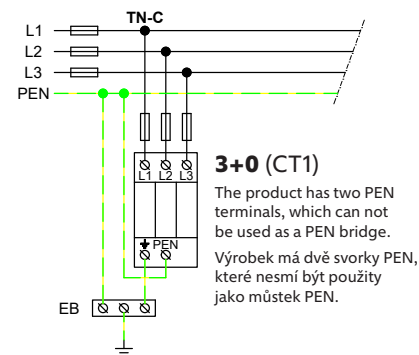 TN-C
L1
L2
L3
PEN
L1 L2 L3
PEN
EB
3+0 (CT1)
The product has two PEN
terminals, which can not
be used as a PEN bridge.
Výrobek má dvě svorky PEN,
které nesmí být použity
jako můstek PEN.